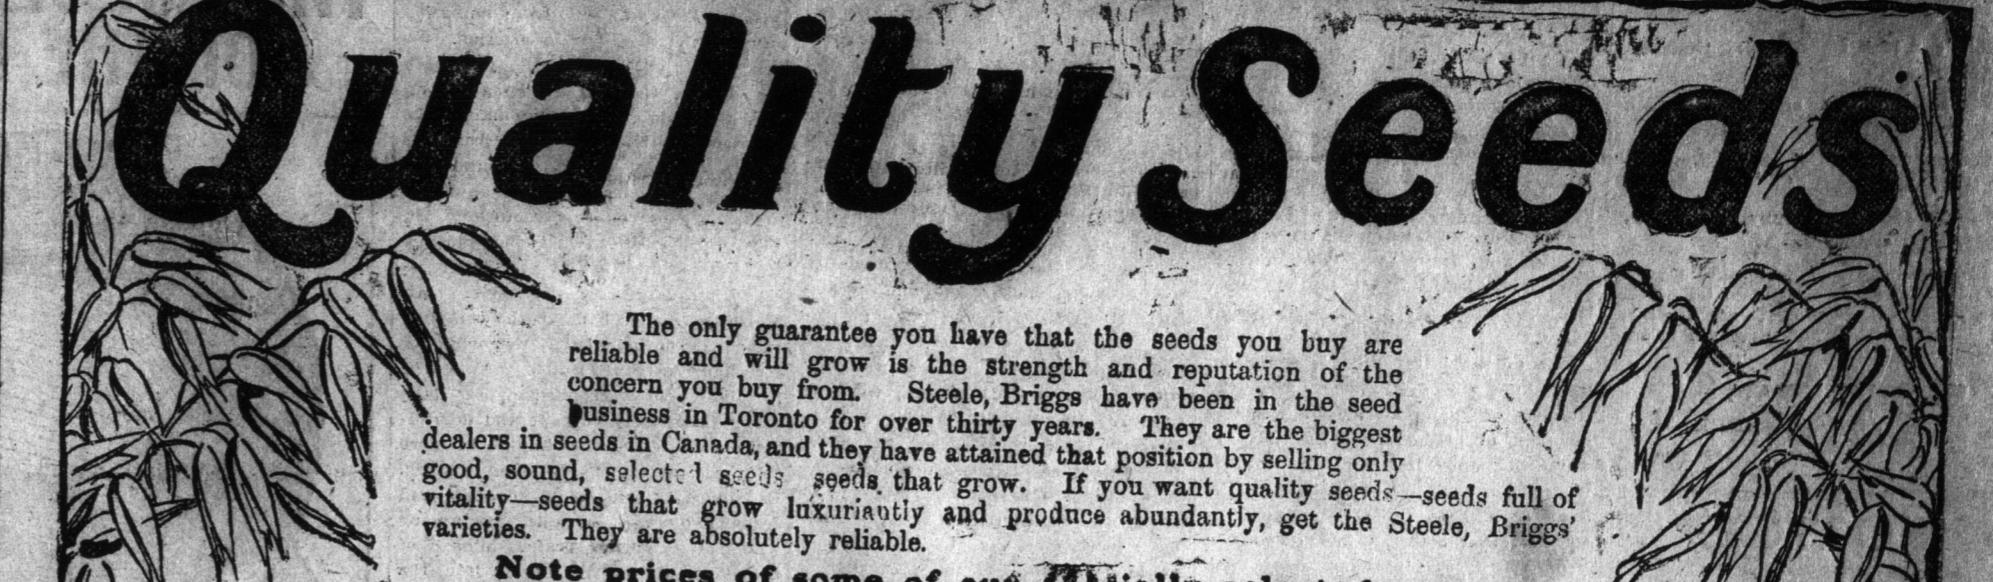 Quality Seeds
The only guarantee you have that the seeds you buy are
reliable and will grow is the strength and reputation of the
concern you buy from. Steele, Briggs have been in the seed
business in Toronto for over thirty years. They are the biggest
dealers in seeds in Canada, and they have attained that position by selling only
good, sound, selected seeds seeds that grow. If you want quality seeds—seeds full of
vitality—seeds that grow luxuriantly and produce abundantly, get the Steele, Briggs'
varieties. They are absolutely reliable.
Note prices of some of our